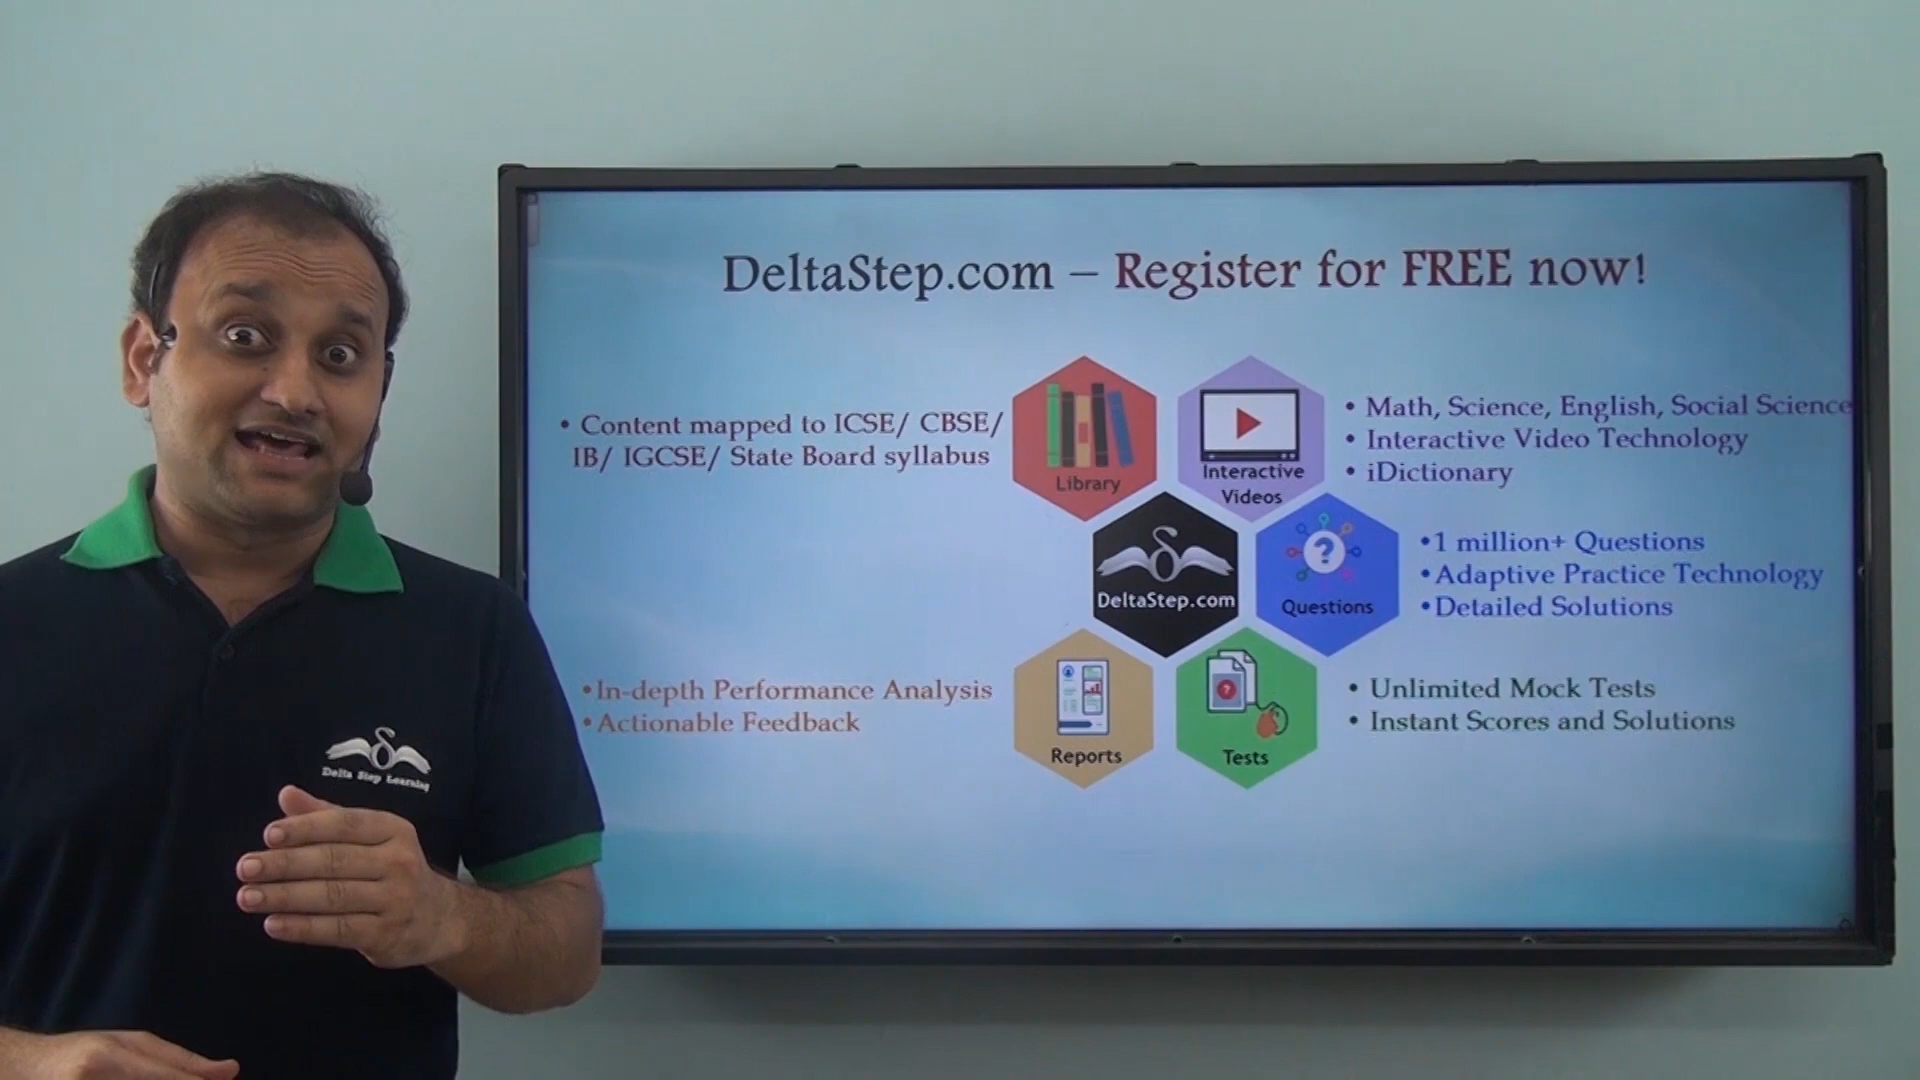 DeltaStep.com – Register for FREE now!
• Content mapped to ICSE/ CBSE/
IB/ IGCSE/ State Board syllabus
Library
Interactive
Videos
• Math, Science, English, Social Science
• Interactive Video Technology
• iDictionary
DeltaStep.com
?
Questions
•1 million+ Questions
•Adaptive Practice Technology
•Detailed Solutions
•In-depth Performance Analysis
•Actionable Feedback
Reports
?
Tests
• Unlimited Mock Tests
• Instant Scores and Solutions
Delta Step Learning